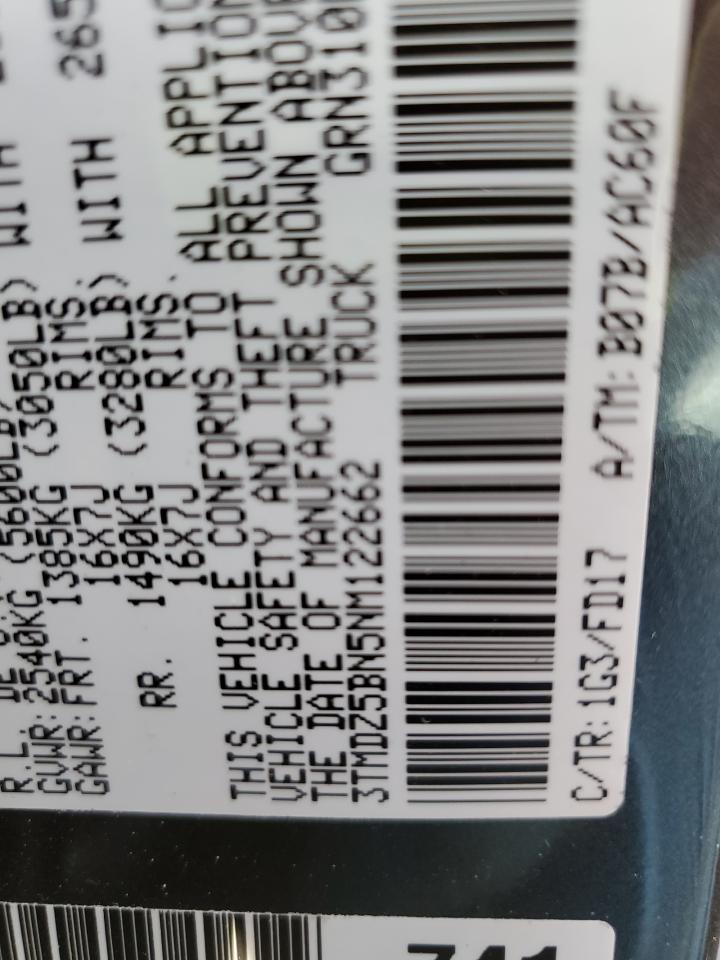 R.L.
GVWR: 2540KG (5600LB)
GAWR: FRT. 1385KG (3050LB) WITH
16X7J RIMS.
RR. 1490KG (3280LB) WITH 265
16X7J RIMS.
THIS VEHICLE CONFORMS TO ALL APPLIC
VEHICLE SAFETY AND THEFT PREVENTION
THE DATE OF MANUFACTURE SHOWN ABOVE
3TMDZ5BN5NM122662 TRUCK GRN310
C/TR: 1G3/FD17 A/TM: B07B/AC60F
741